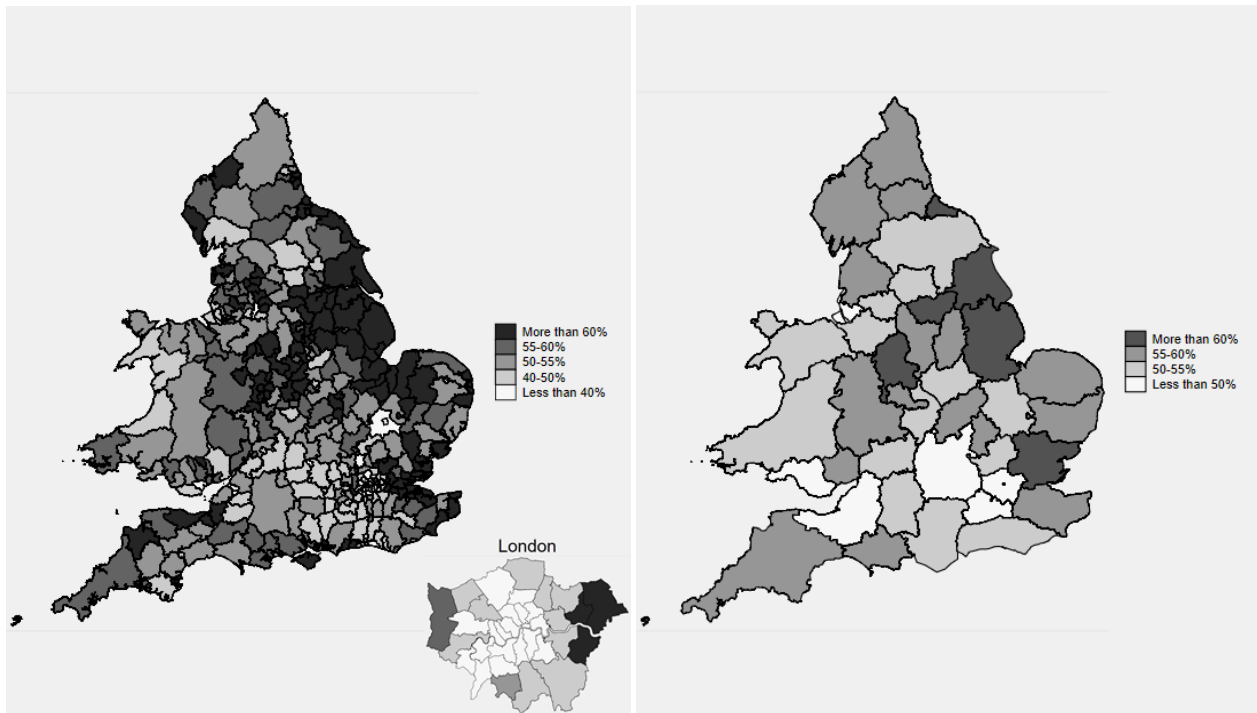 More than 60%
55-60%
50-55%
40-50%
Less than 40%
London
More than 60%
55-60%
50-55%
Less than 50%